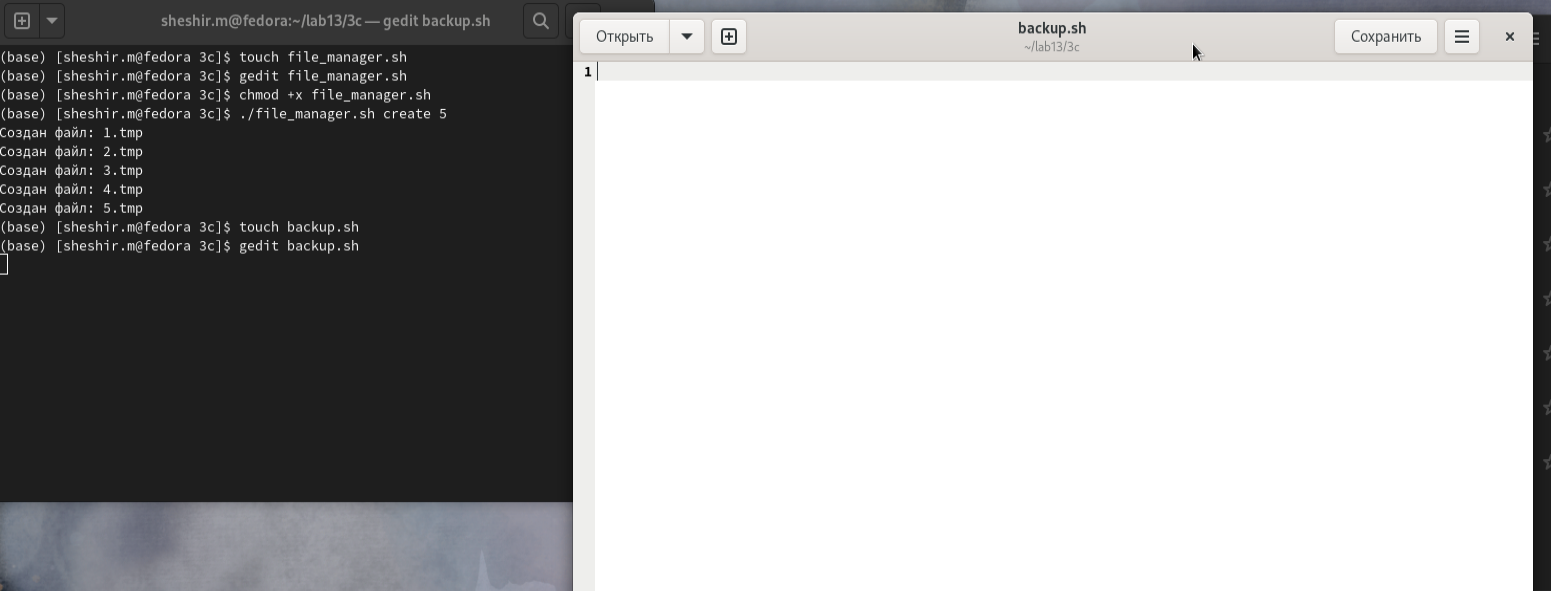 sheshir.m@fedora:~/lab13/3c — gedit backup.sh
(base) [sheshir.m@fedora 3c]$ touch file_manager.sh
(base) [sheshir.m@fedora 3c]$ gedit file_manager.sh
(base) [sheshir.m@fedora 3c]$ chmod +x file_manager.sh
(base) [sheshir.m@fedora 3c]$ ./file_manager.sh create 5
Создан файл: 1.tmp
Создан файл: 2.tmp
Создан файл: 3.tmp
Создан файл: 4.tmp
Создан файл: 5.tmp
(base) [sheshir.m@fedora 3c]$ touch backup.sh
(base) [sheshir.m@fedora 3c]$ gedit backup.sh
Открыть
backup.sh
~/lab13/3c
Сохранить
1